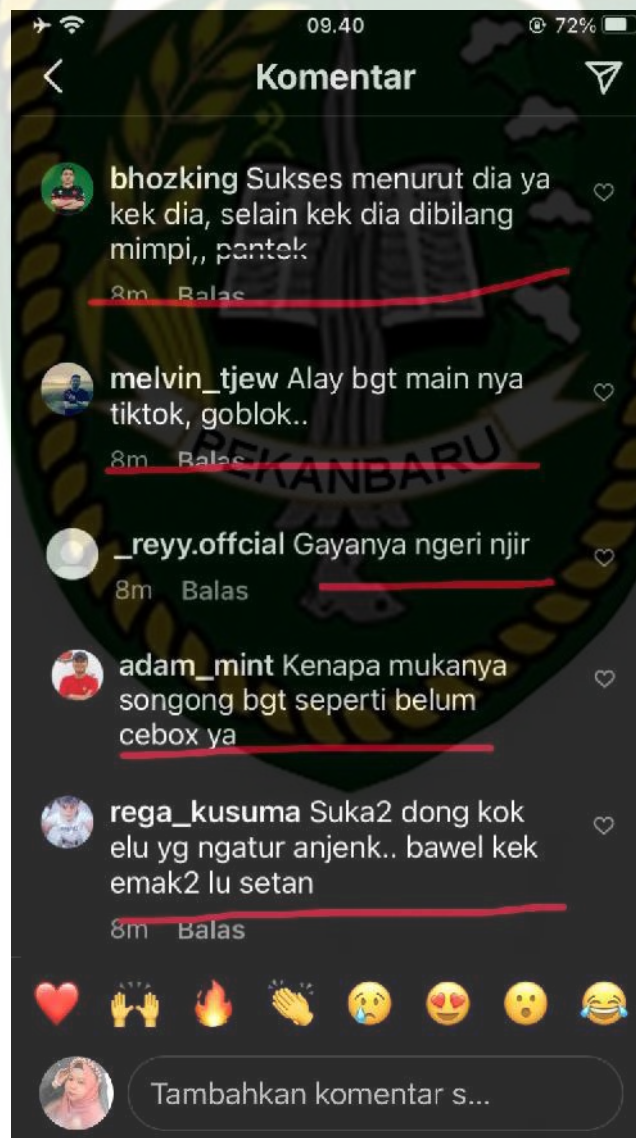 09.40
72%
Komentar
bhozking Sukses menurut dia ya
kek dia, selain kek dia dibilang
mimpi,, pantek
8m Balas
melvin_tjew Alay bgt main nya
tiktok, goblok..
8m Balas
PEKANBARU
_reyy.offcial Gayanya ngeri njir
8m Balas
adam_mint Kenapa mukanya
songong bgt seperti belum
cebox ya
rega_kusuma Suka2 dong kok
elu yg ngatur anjenk.. bawel kek
emak2 lu setan
8m Balas
Tambahkan komentar s...